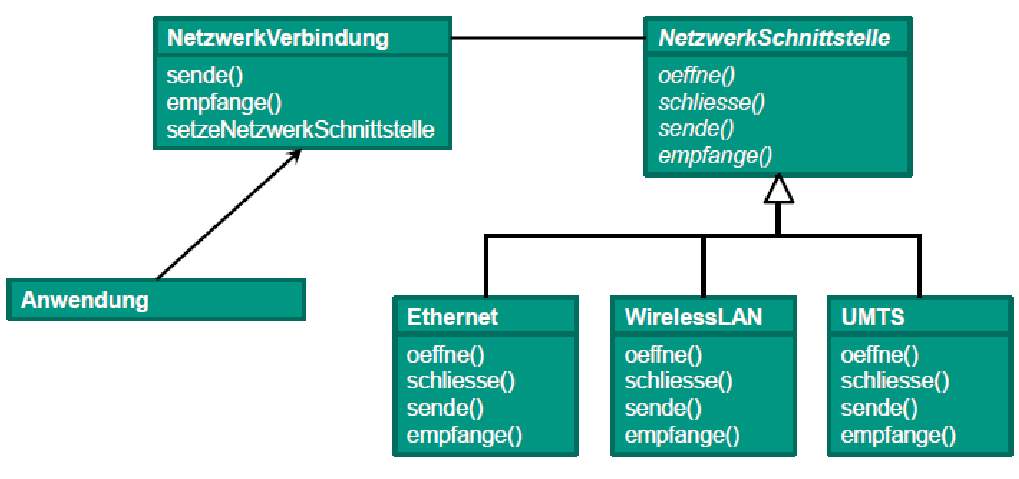 NetzwerkVerbindung
sende()
empfange()
setzeNetzwerkSchnittstelle
NetzwerkSchnittstelle
oeffne()
schliesse()
sende()
empfange()
Anwendung
Ethernet
oeffne()
schliesse()
sende()
empfange()
WirelessLAN
oeffne()
schliesse()
sende()
empfange()
UMTS
oeffne()
schliesse()
sende()
empfange()